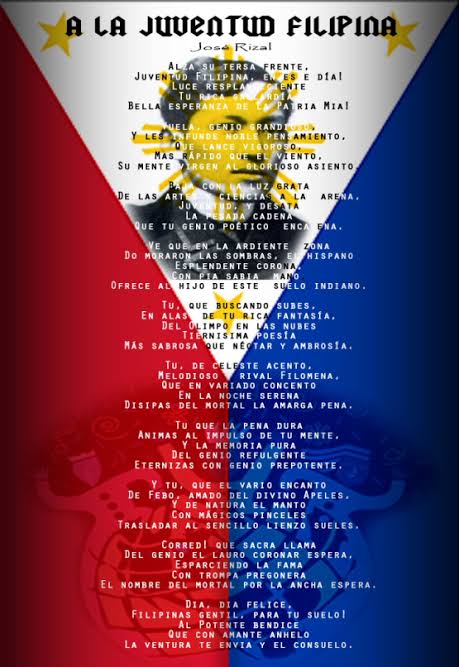 A LA JUVENTUD FILIPINA
José Rizal
Alza su tersa frente,
Juventud Filipina, en es e día!
Luce resplandeciente
Tu rica gallardía
Bella esperanza de la Patria Mia!
Vuela, genio grandioso,
Y les infunde noble pensamiento,
Que lance vigoroso,
Mas rápido que el viento,
Su mente virgen al glorioso asiento.
Baja con la luz grata
De las artes y ciencia a la arena.
Juventud, y desata
La pesada cadena
Que tu genio poético encadena.
Ve que en la ardiente zona
Do moraron las sombras, el hispano
Esplendente corona,
Con pia sabia mano
Ofrece al hijo de este suelo indiano.
Tu, que buscando subes,
En alas de tu rica fantasía,
Del Olimpo en las nubes
Tiernisima poesía
Más sabrosa que néctar y ambrosía.
Tu, de celeste acento,
Melodioso rival Filomena,
Que en variado concento
En la noche serena
Disipas del mortal la amarga pena.
Tu que la pena dura
Animas al impulso de tu mente,
Y la memoria pura
Del genio refulgente
Eternizas con genio prepotente.
Y tu, que el vario encanto
De Febo, amado del divino Apeles,
Y de natura el manto
Con mágicos pinceles
Trasladar al sencillo lienzo sueles.
Corred! que sacra llama
Del genio el lauro coronar espera,
Esparciendo la fama
Con trompa pregonera
El nombre del mortal por la ancha espera.
Dia, dia felice,
Filipinas gentil, para tu suelo!
Al Potente bendice
Que con amante anhelo
La ventura te envia y el consuelo.